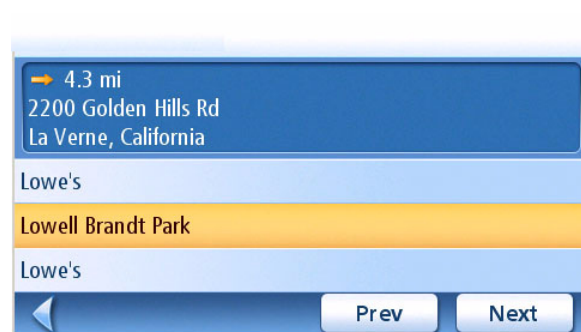 4.3 mi
2200 Golden Hills Rd
La Verne, California
Lowe's
Lowell Brandt Park
Lowe's
Prev Next